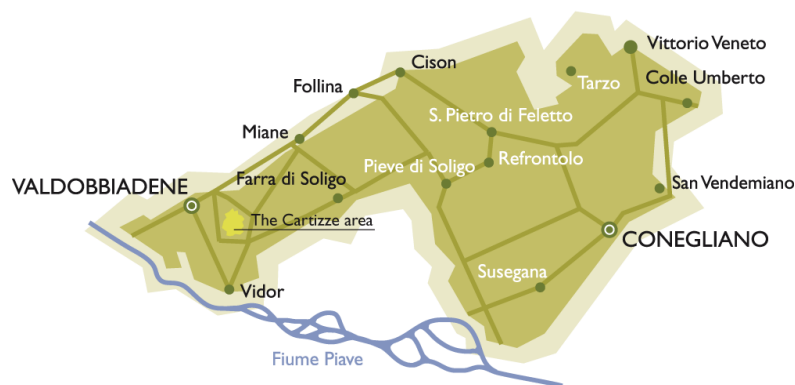 Vittorio Veneto
Cison
Colle Umberto
Tarzo
Follina
S. Pietro di Feletto
Miane
Refrontolo
Pieve di Soligo
Farra di Soligo
San Vendemiano
VALDOBBIADENE
The Cartizze area
CONEGLIANO
Susegana
Vidor
Fiume Piave